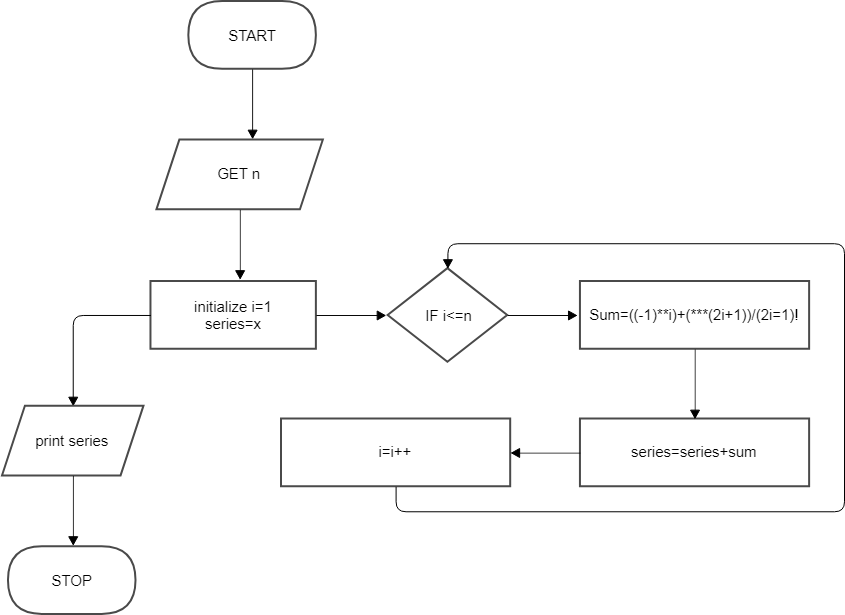 START
GET n
initialize i=1
series=x
IF i<=n
Sum=((-1)**i)+(***(2i+1))/(2i=1)!
print series
i=i++
series=series+sum
STOP